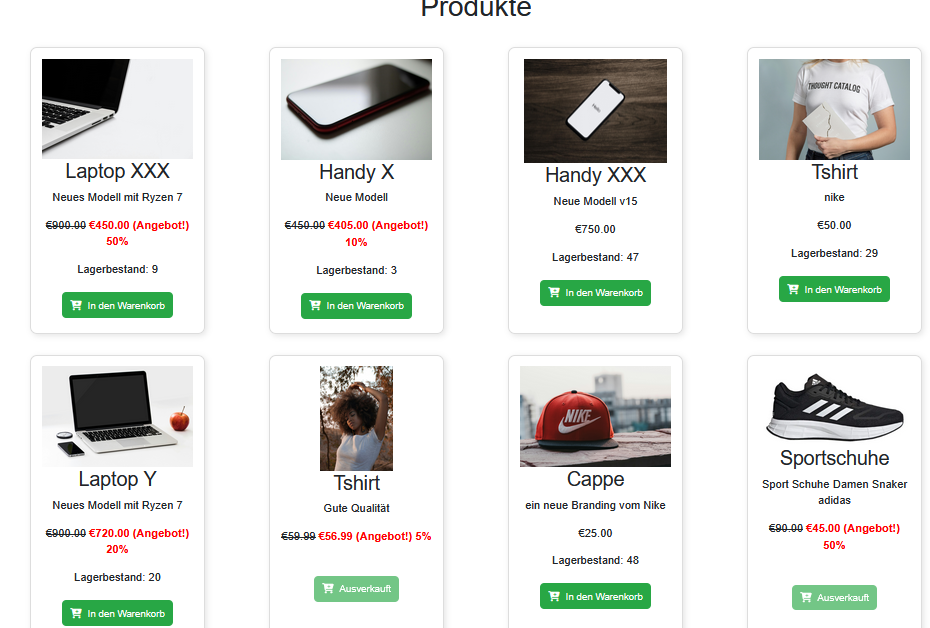 Produkte
Laptop XXX
Neues Modell mit Ryzen 7
€900.00 €450.00 (Angebot!)
50%
Lagerbestand: 9
In den Warenkorb
Handy X
Neue Modell
€450.00 €405.00 (Angebot!)
10%
Lagerbestand: 3
In den Warenkorb
Hello
Handy XXX
Neue Modell v15
€750.00
Lagerbestand: 47
In den Warenkorb
THOUGHT CATALOG
Tshirt
nike
€50.00
Lagerbestand: 29
In den Warenkorb
Laptop Y
Neues Modell mit Ryzen 7
€900.00 €720.00 (Angebot!)
20%
Lagerbestand: 20
In den Warenkorb
Tshirt
Gute Qualität
€59.99 €56.99 (Angebot!) 5%
Ausverkauft
NIKE
Cappe
ein neue Branding vom Nike
€25.00
Lagerbestand: 48
In den Warenkorb
Sportschuhe
Sport Schuhe Damen Snaker
adidas
€90.00 €45.00 (Angebot!)
50%
Ausverkauft